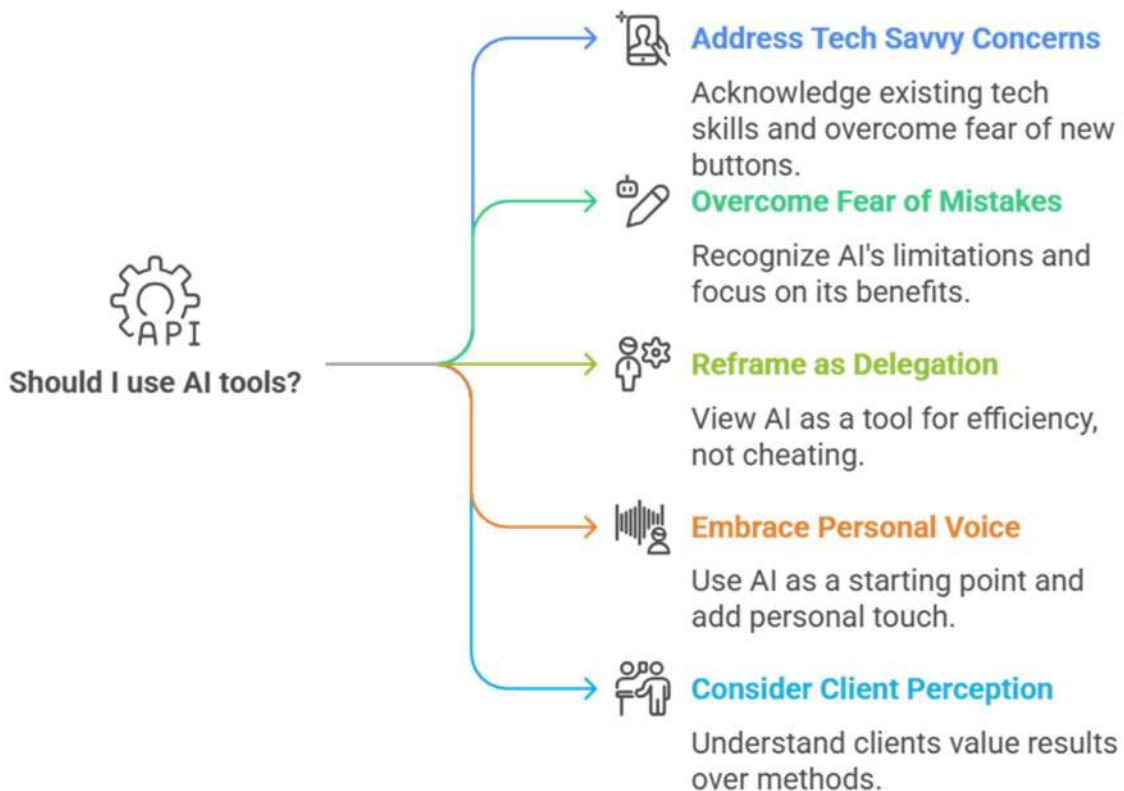 Address Tech Savvy Concerns
Acknowledge existing tech
skills and overcome fear of new
buttons.
Overcome Fear of Mistakes
Recognize AI's limitations and
focus on its benefits.
API
Should I use AI tools?
Reframe as Delegation
View AI as a tool for efficiency,
not cheating.
Embrace Personal Voice
Use AI as a starting point and
add personal touch.
Consider Client Perception
Understand clients value results
over methods.